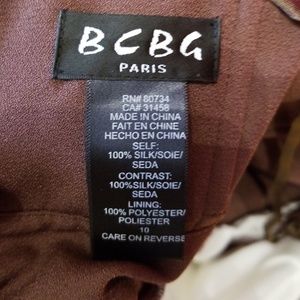 BCBG
PARIS
RN# 80734
CA# 31458
MADE IN CHINA
FAIT EN CHINE
HECHO EN CHINA
SELF:
100% SILK/SOIE/
SEDA
CONTRAST:
100% SILK/SOIE/
SEDA
LINING:
100% POLYESTER/
POLIESTER
10
CARE ON REVERSE